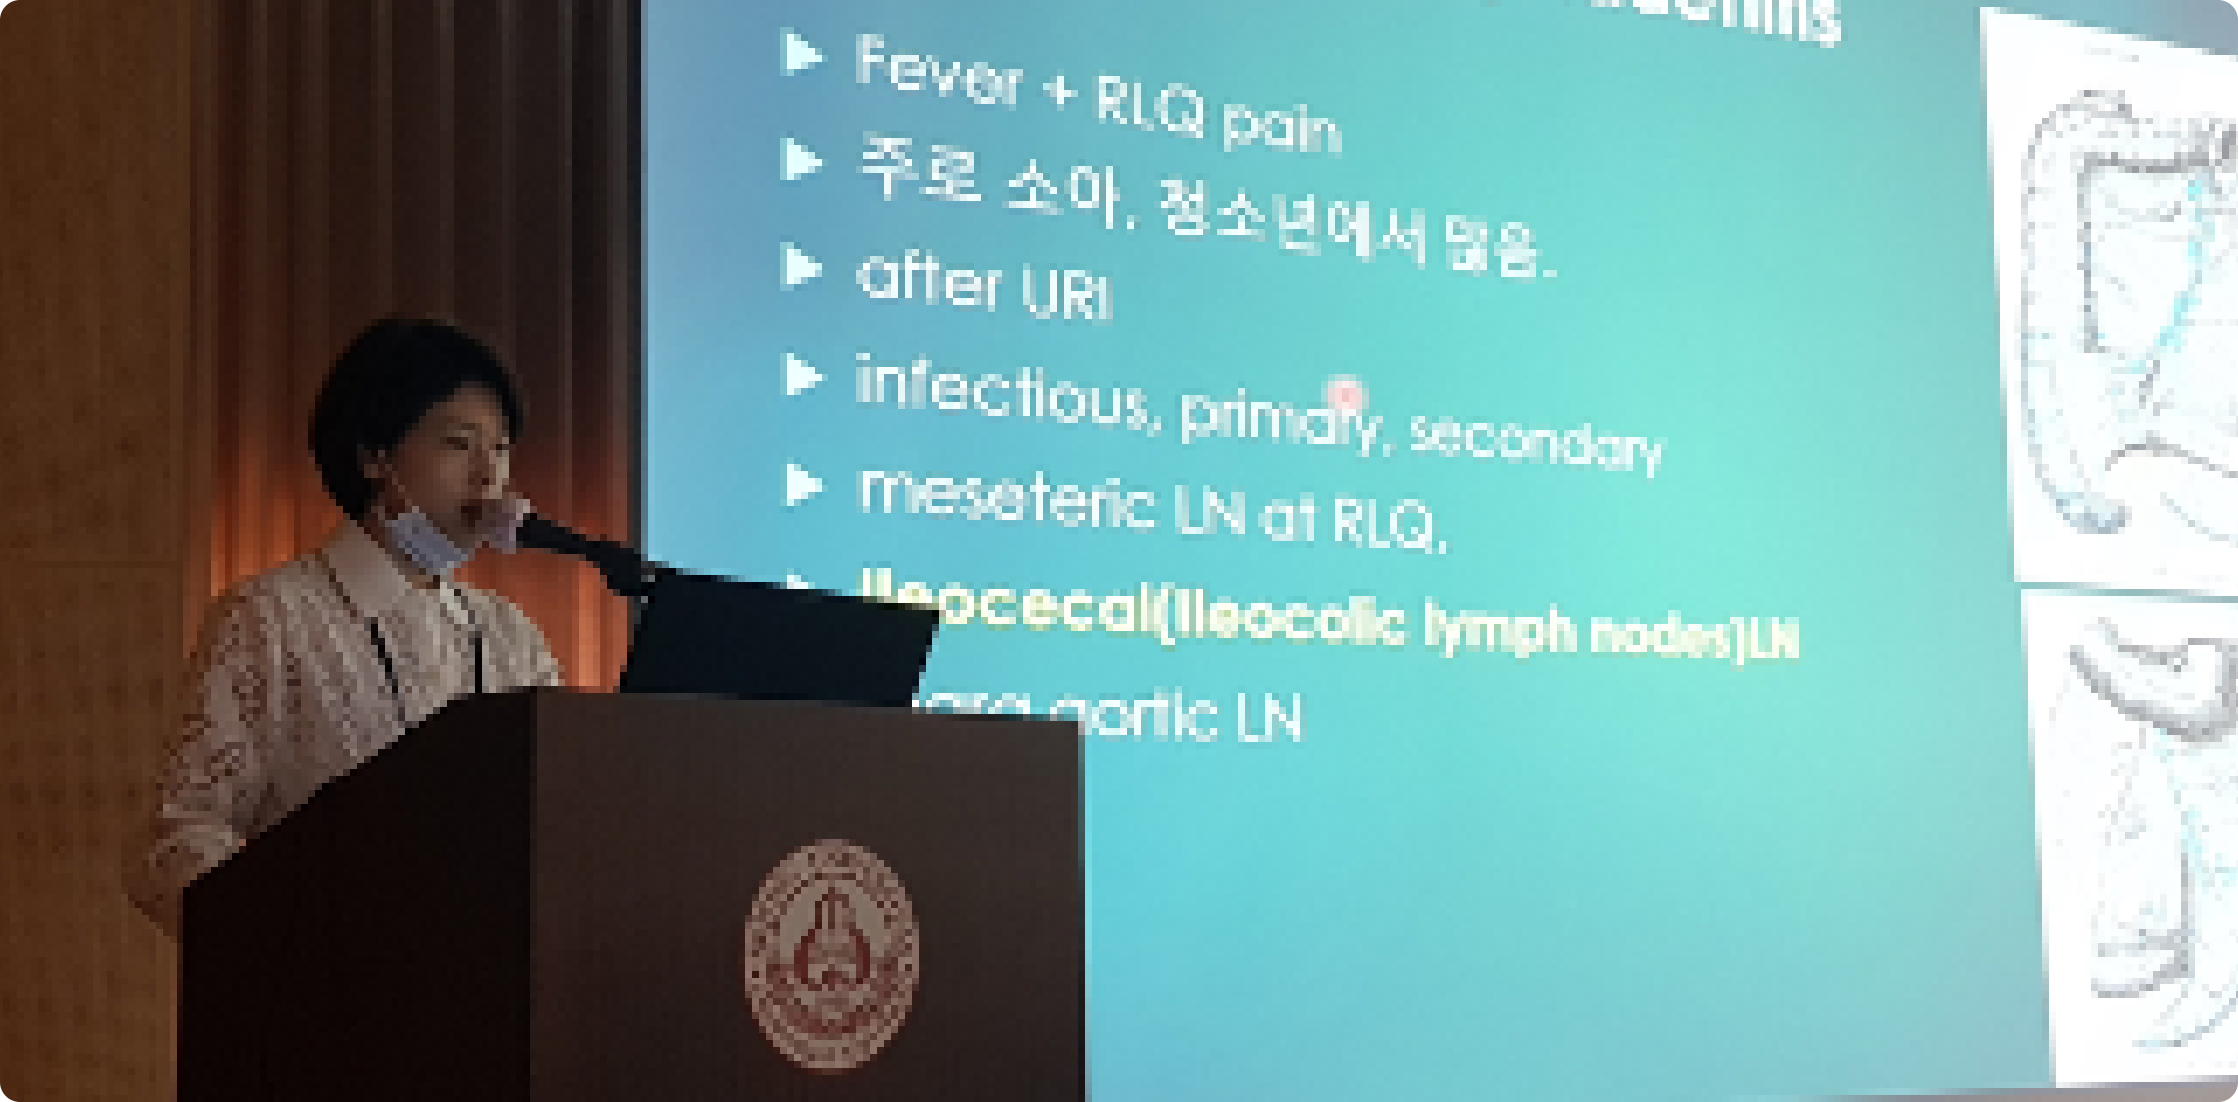 Fever + RLQ pain
주로 소아, 청소년에서 많음.
after URI
infectious, primary, secondary
meseteric LN at RLQ,
Ileocecal(Ileocolic lymph nodes)LN
aortic LN